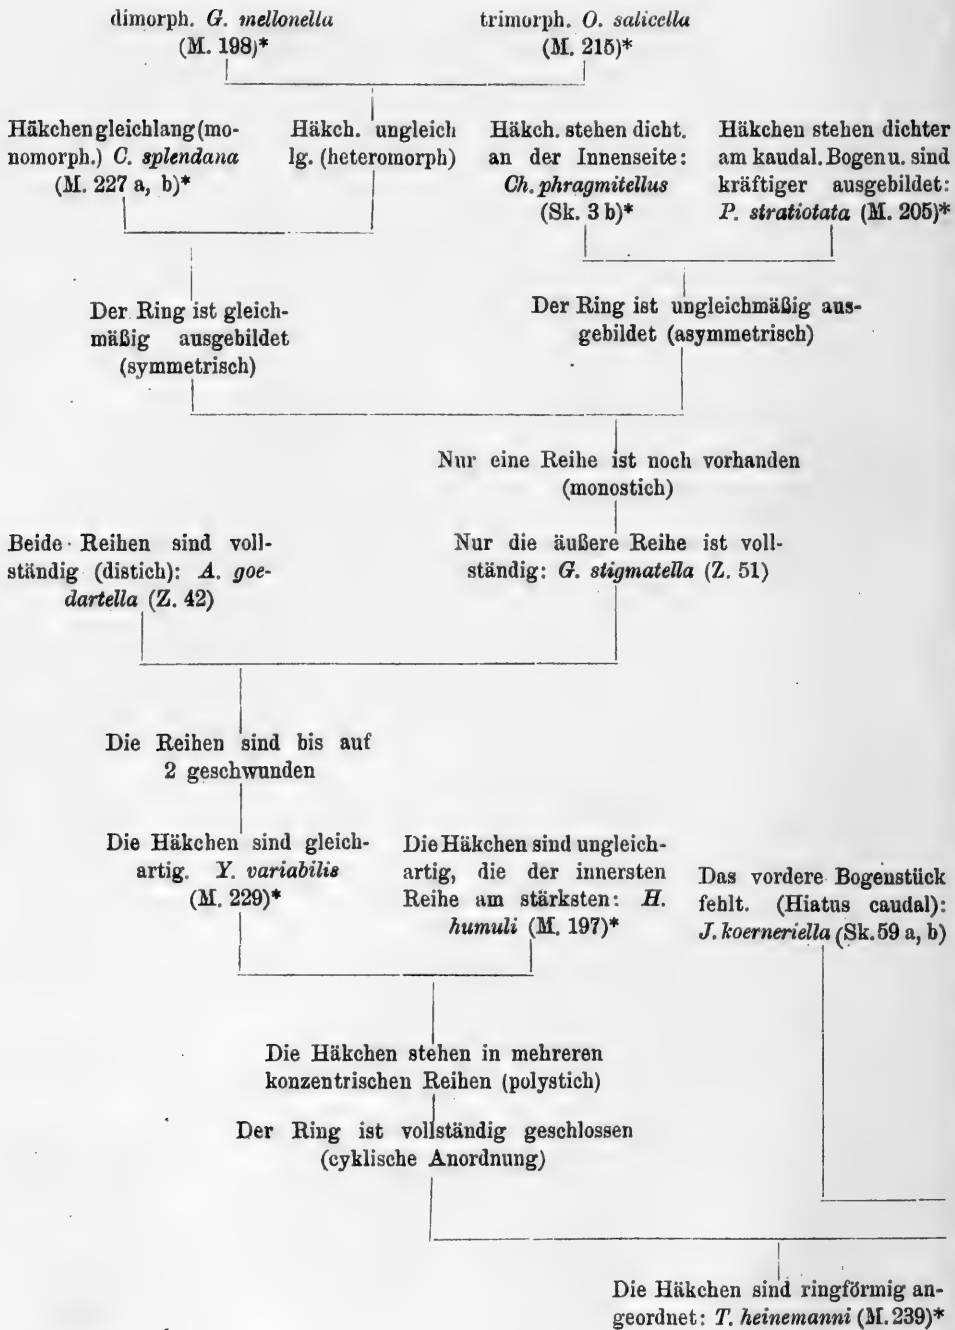 dimorph. G. mellonella
(M. 198)*
trimorph. O. salicella
(M. 215)*
Häkchen gleichlang (mo-
nomorph.) C. splendana
(M. 227 a, b)*
Häkch. ungleich
lg. (heteromorph)
Häkch. stehen dicht.
an der Innenseite:
Ch. phragmitellus
(Sk. 3 b)*
Häkchen stehen dichter
am kaudal. Bogen u. sind
kräftiger ausgebildet:
P. stratiotata (M. 205)*
Der Ring ist gleich-
mäßig ausgebildet
(symmetrisch)
Der Ring ist ungleichmäßig aus-
gebildet (asymmetrisch)
Nur eine Reihe ist noch vorhanden
(monostich)
Beide Reihen sind voll-
ständig (distich): A. goe-
dartella (Z. 42)
Nur die äußere Reihe ist voll-
ständig: G. stigmatella (Z. 51)
Die Reihen sind bis auf
2 geschwunden
Die Häkchen sind gleich-
artig. Y. variabilis
(M. 229)*
Die Häkchen sind ungleich-
artig, die der innersten
Reihe am stärksten: H.
humuli (M. 197)*
Das vordere Bogenstück
fehlt. (Hiatus caudal):
J. koerneriella (Sk. 59 a, b)
Die Häkchen stehen in mehreren
konzentrischen Reihen (polystich)
Der Ring ist vollständig geschlossen
(cyklische Anordnung)
Die Häkchen sind ringförmig an-
geordnet: T. heinemanni (M. 239)*